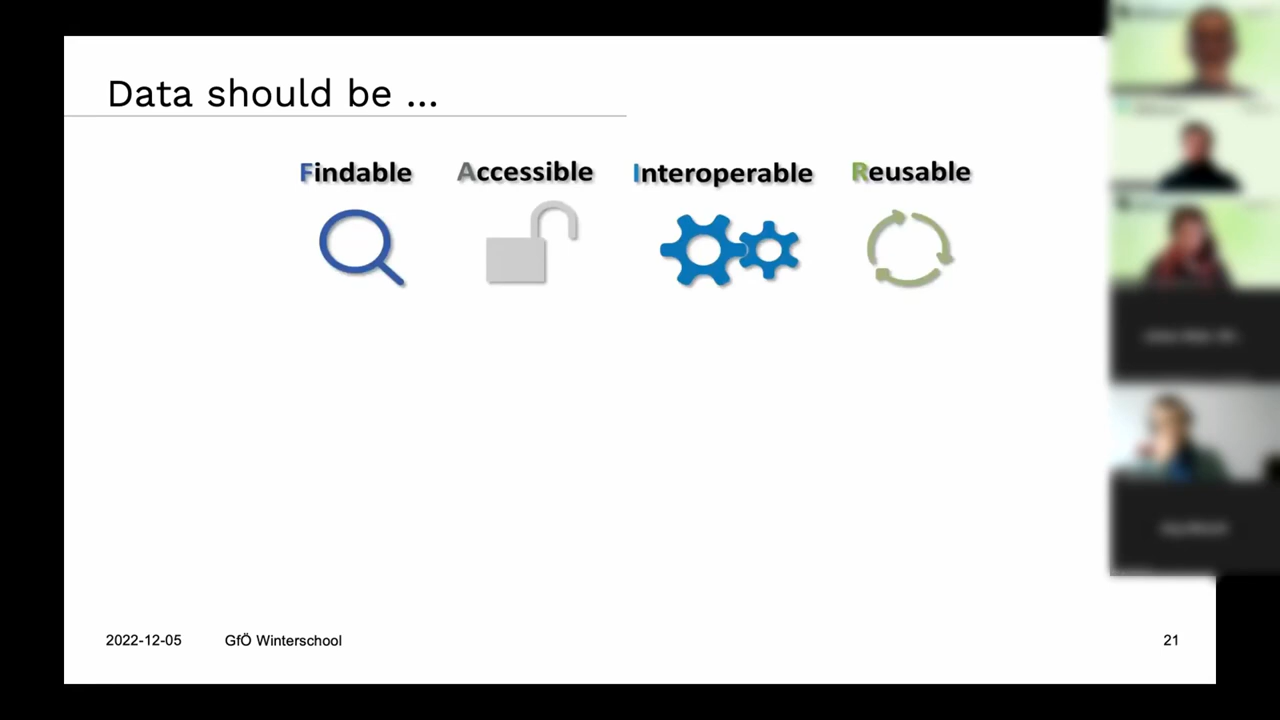 Data should be ...
Findable Accessible Interoperable Reusable
2022-12-05 GfÖ Winterschool 21